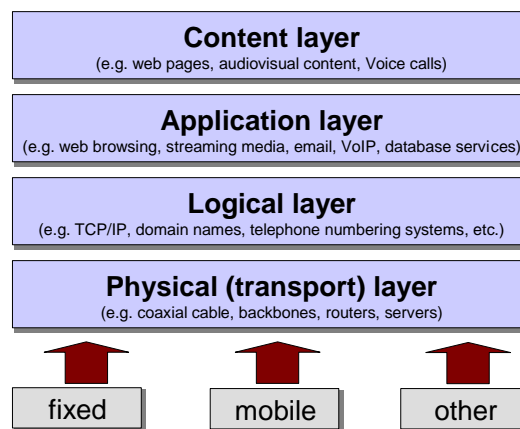 Content layer
(e.g. web pages, audiovisual content, Voice calls)
Application layer
(e.g. web browsing, streaming media, email, VoIP, database services)
Logical layer
(e.g. TCP/IP, domain names, telephone numbering systems, etc.)
Physical (transport) layer
(e.g. coaxial cable, backbones, routers, servers)
fixed mobile other